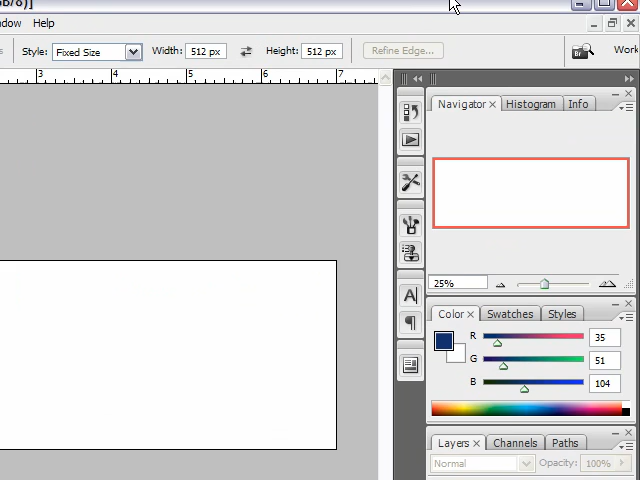 ndow Help
Style: Fixed Size Width: 512 px Height: 512 px Refine Edge... Br Work
3 4 5 6 7
Navigator Histogram Info
25%
Color Swatches Styles
R 35
G 51
B 104
A
Layers Channels Paths
Normal Opacity: 100%